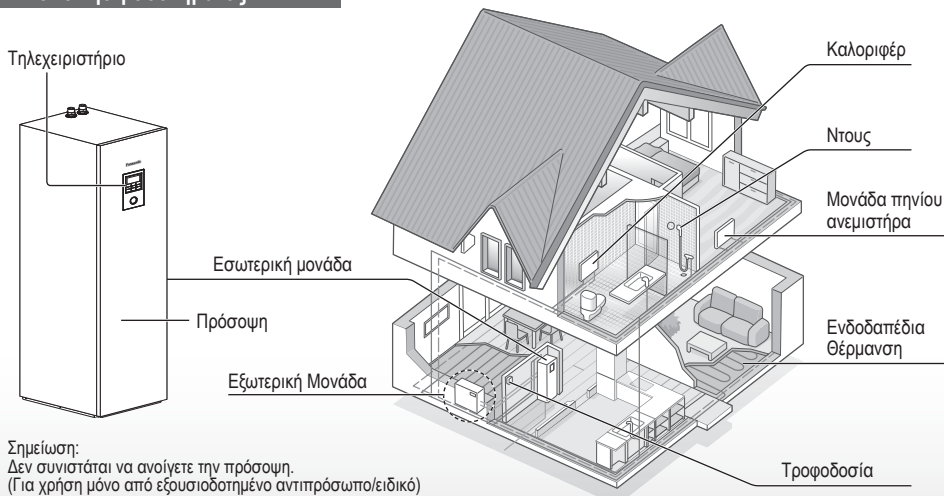 Τηλεχειριστήριο
Panasonic
Εσωτερική μονάδα
Πρόσοψη
Εξωτερική Μονάδα
Καλοριφέρ
Ντους
Μονάδα πηνίου
ανεμιστήρα
Ενδοδαπέδια
Θέρμανση
Τροφοδοσία
Σημείωση:
Δεν συνιστάται να ανοίγετε την πρόσοψη.
(Για χρήση μόνο από εξουσιοδοτημένο αντιπρόσωπο/ειδικό)